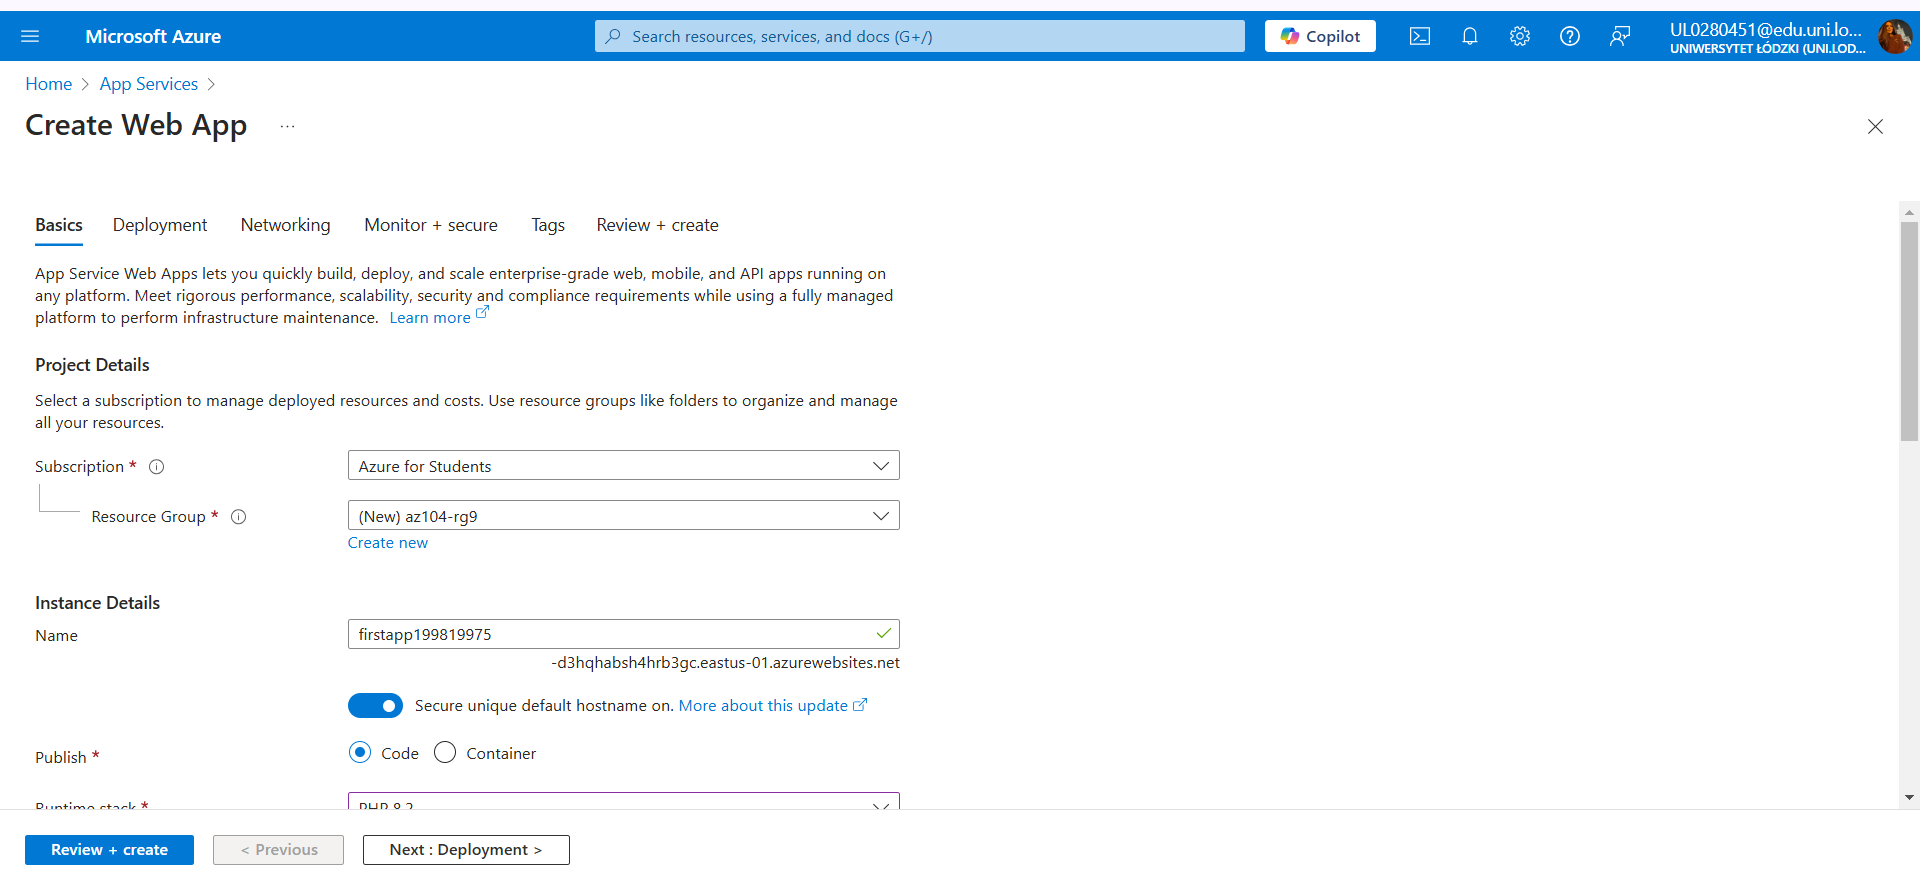 Microsoft Azure
Search resources, services, and docs (G+/)
Copilot
UL0280451@edu.uni.lo...
UNIWERSYTET ŁÓDZKI (UNI.LOD...
Home > App Services >
Create Web App ...
Basics Deployment Networking Monitor + secure Tags Review + create
App Service Web Apps lets you quickly build, deploy, and scale enterprise-grade web, mobile, and API apps running on
any platform. Meet rigorous performance, scalability, security and compliance requirements while using a fully managed
platform to perform infrastructure maintenance. Learn more
Project Details
Select a subscription to manage deployed resources and costs. Use resource groups like folders to organize and manage
all your resources.
Subscription *
Azure for Students
Resource Group *
(New) az104-rg9
Create new
Instance Details
Name
firstapp199819975
-d3hqhabsh4hrb3gc.eastus-01.azurewebsites.net
Secure unique default hostname on. More about this update
Publish *
Code Container
Runtime stack *
PHP 8.2
Review + create
< Previous
Next : Deployment >